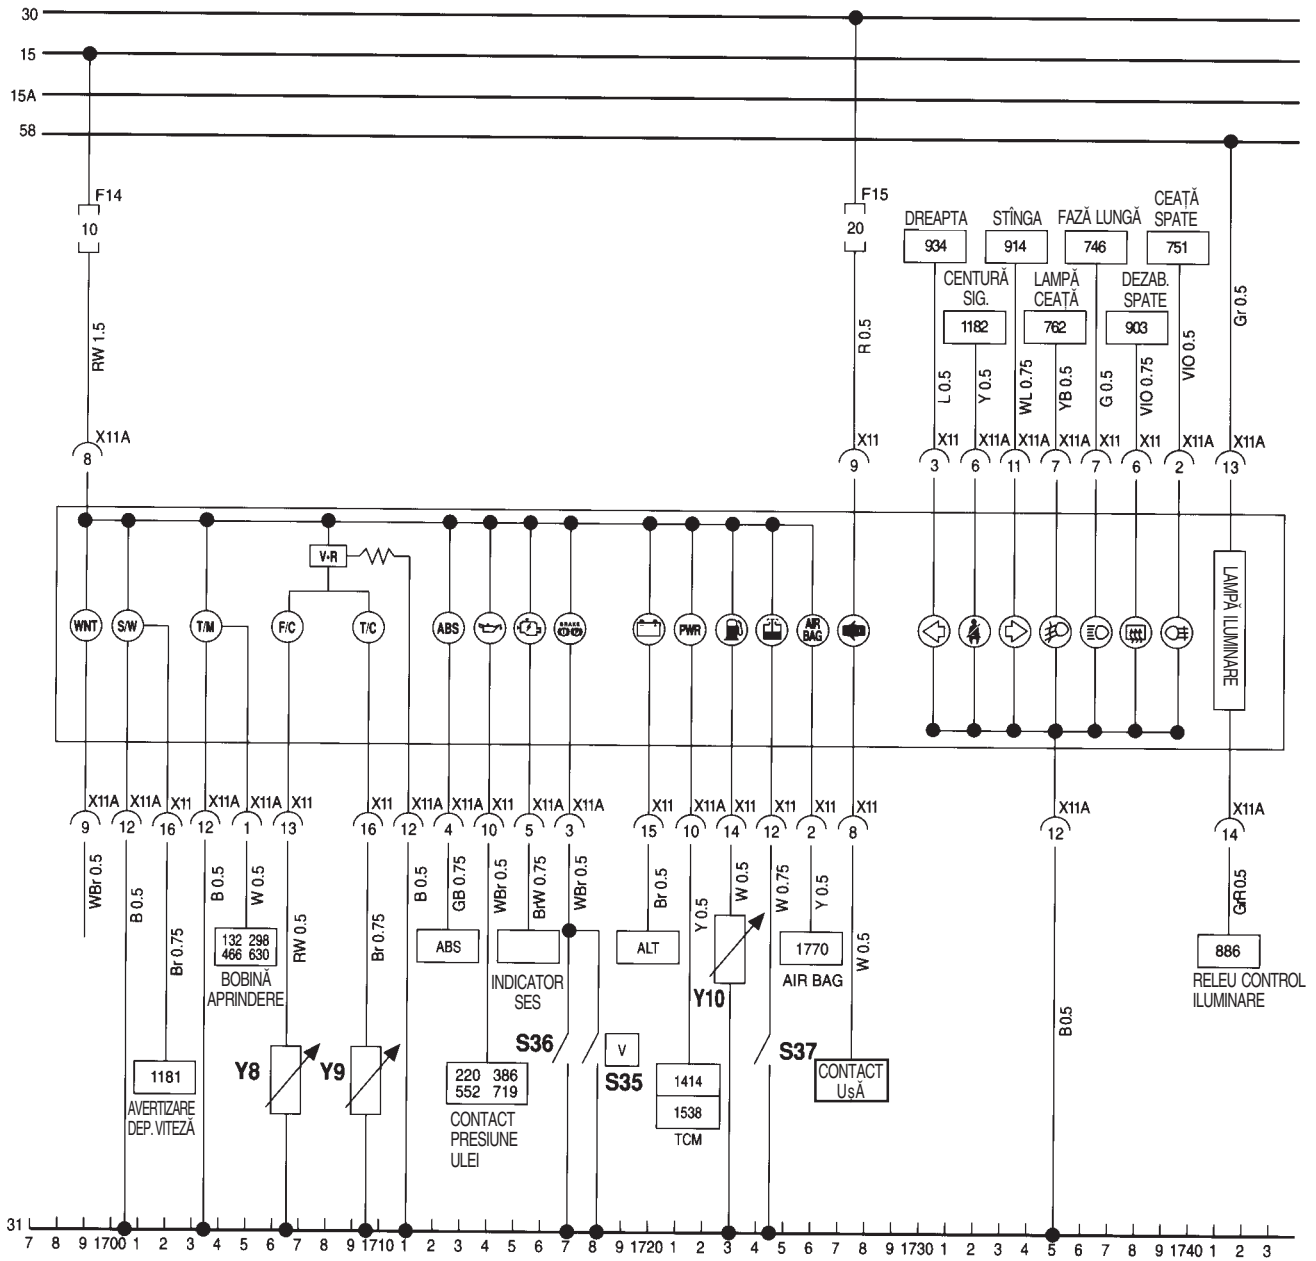 30
15
15A
58
F14
10
F15
20
DREAPTA
934
STÎNGA
914
FAZĂ LUNGĂ
746
CEAȚĂ
SPATE
751
CENTURĂ
SIG.
1182
LAMPĂ
CEAȚĂ
762
DEZAB.
SPATE
903
RW 1.5
R 0.5
L 0.5
Y 0.5
WL 0.75
YB 0.5
G 0.5
VIO 0.75
VIO 0.5
Gr 0.5
X11A
8
X11
9
X11
3
X11A
6
X11A
11
X11A
7
X11
7
X11
6
X11A
2
X11A
13
V•R
WNT
S/W
T/M
F/C
T/C
ABS
BRAKE
PWR
AIR
BAG
LAMPĂ ILUMINARE
X11A
9
X11A
12
X11
16
X11A
12
X11A
1
X11
13
X11
16
X11A
12
X11A
4
X11
10
X11A
5
X11A
3
X11
15
X11A
10
X11
14
X11
12
X11
2
X11
8
X11A
12
X11A
14
WBr 0.5
B 0.5
Br 0.75
B 0.5
W 0.5
RW 0.5
Br 0.75
B 0.5
GB 0.75
WBr 0.5
BrW 0.75
WBr 0.5
Br 0.5
Y 0.5
W 0.5
W 0.75
Y 0.5
W 0.5
B 0.5
GrR 0.5
132 298
466 630
BOBINĂ
APRINDERE
ABS
INDICATOR
SES
ALT
1770
AIR BAG
886
RELEU CONTROL
ILUMINARE
Y10
1181
AVERTIZARE
DEP. VITEZĂ
Y8
Y9
220 386
552 719
CONTACT
PRESIUNE
ULEI
S36
V
S35
1414
1538
TCM
S37
CONTACT
UșĂ
31
7 8 9 1700 1 2 3 4 5 6 7 8 9 1710 1 2 3 4 5 6 7 8 9 1720 1 2 3 4 5 6 7 8 9 1730 1 2 3 4 5 6 7 8 9 1740 1 2 3